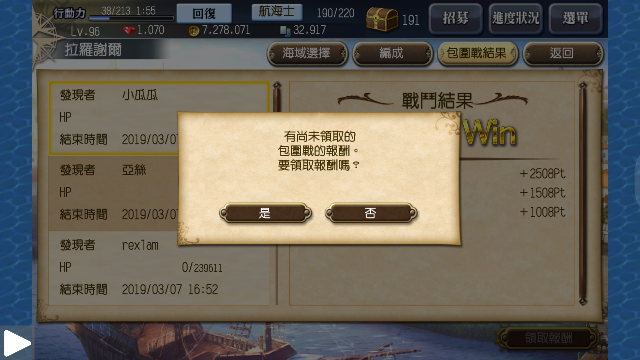 行動力 38/213 1:55 回復 航海士 190/220 191 招募 進度狀況 選單
Lv.96 1.070 7.278.071 32.917
拉羅謝爾 海域選擇 編成 包圍戰結果 返回
發現者 小瓜瓜
HP
結束時間 2019/03/07
發現者 亞絲
HP
結束時間 2019/03/0
發現者 rexlam
HP 0/239611
結束時間 2019/03/07 16:52
戰鬥結果
Win
+2508Pt
+1508Pt
+1008Pt
有尚未領取的
包圍戰的報酬。
要領取報酬嗎?
是 否
領取報酬